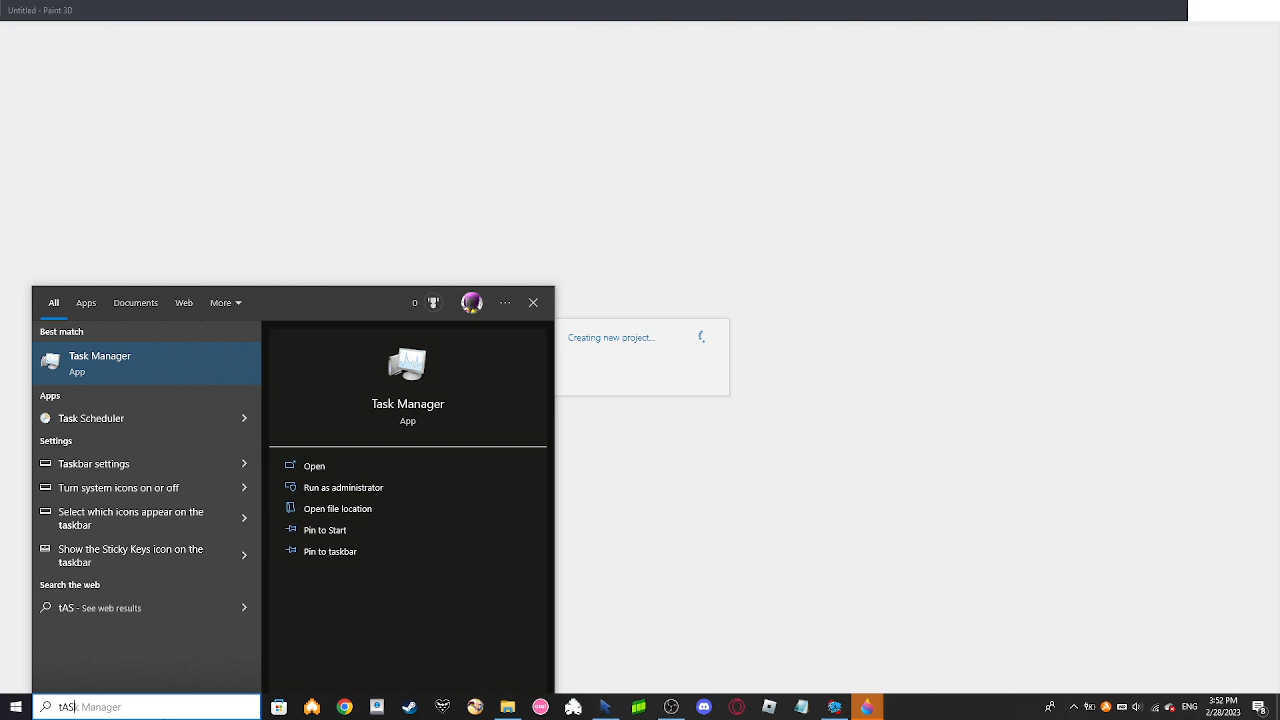 Untitled - Paint 3D
All
Apps
Documents
Web
More
0
Best match
Task Manager
App
Apps
Task Scheduler
Settings
Taskbar settings
Turn system icons on or off
Select which icons appear on the
taskbar
Show the Sticky Keys icon on the
taskbar
Search the web
tAS - See web results
Task Manager
App
Open
Run as administrator
Open file location
Pin to Start
Pin to taskbar
Creating new project...
tASk Manager
3:52 PM
2/28/2023